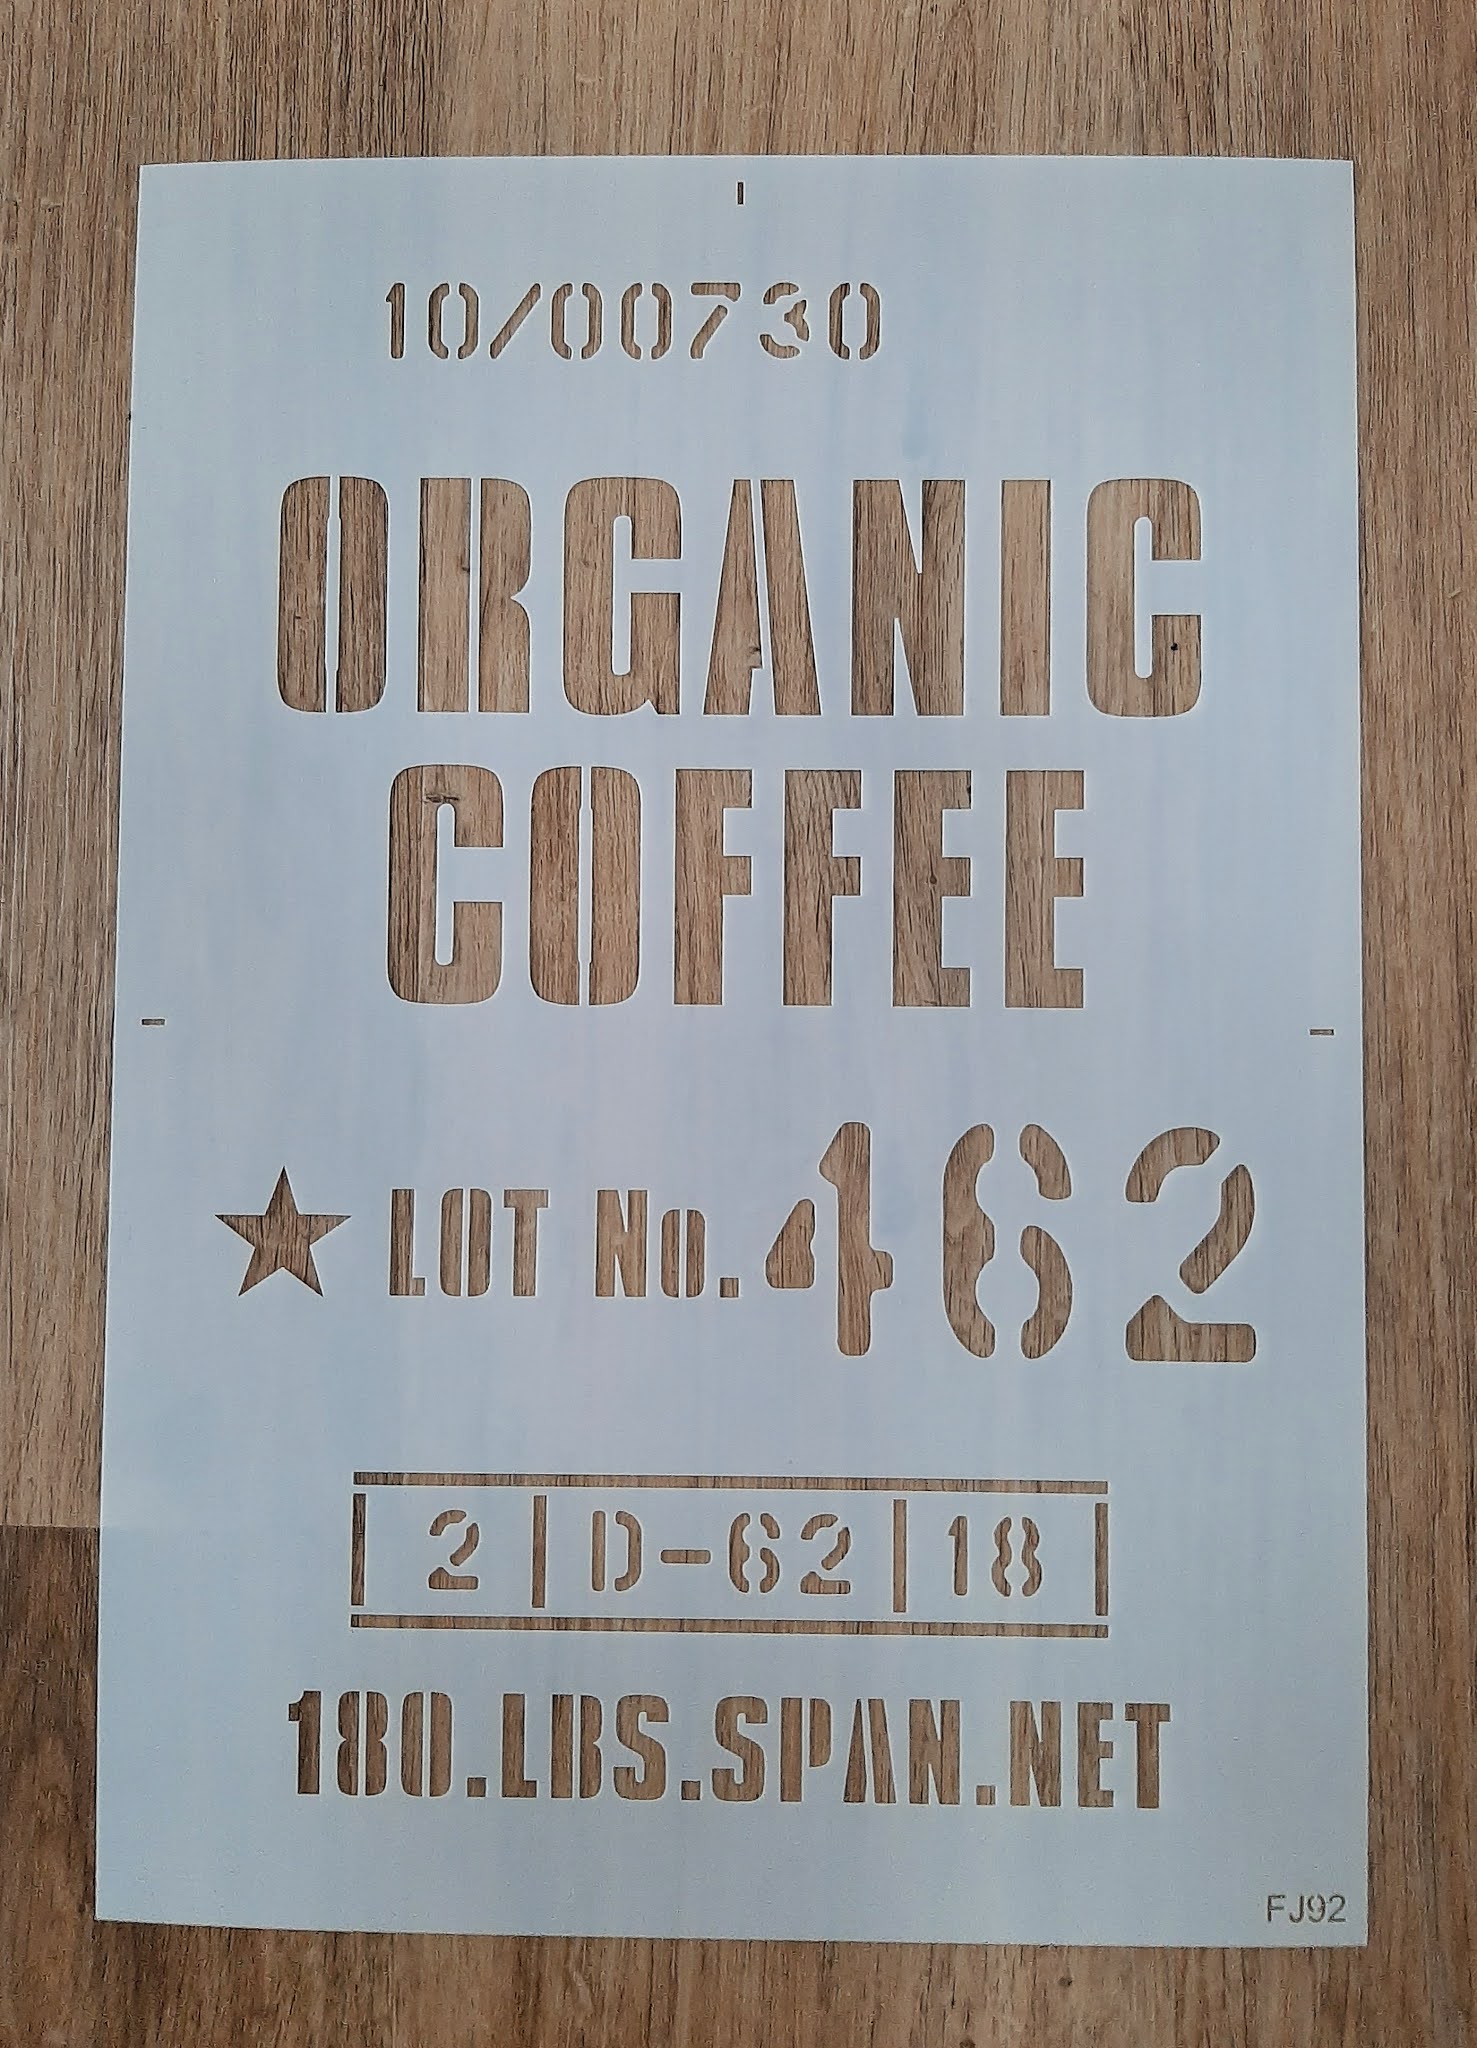 10/00730
ORGANIC
COFFEE
LOT No. 462
2 | D-62 | 18
180.LBS.SPAN.NET
FJ92